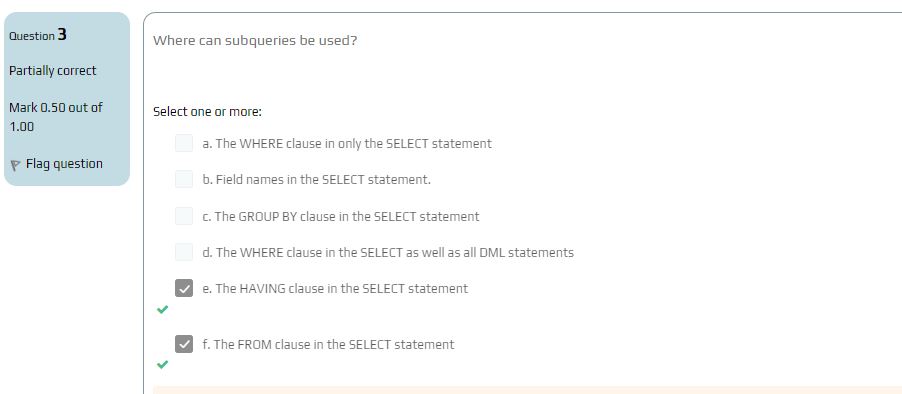 Question 3
Partially correct
Mark 0.50 out of
1.00
Flag question
Where can subqueries be used?
Select one or more:
a. The WHERE clause in only the SELECT statement
b. Field names in the SELECT statement.
c. The GROUP BY clause in the SELECT statement
d. The WHERE clause in the SELECT as well as all DML statements
e. The HAVING clause in the SELECT statement
f. The FROM clause in the SELECT statement